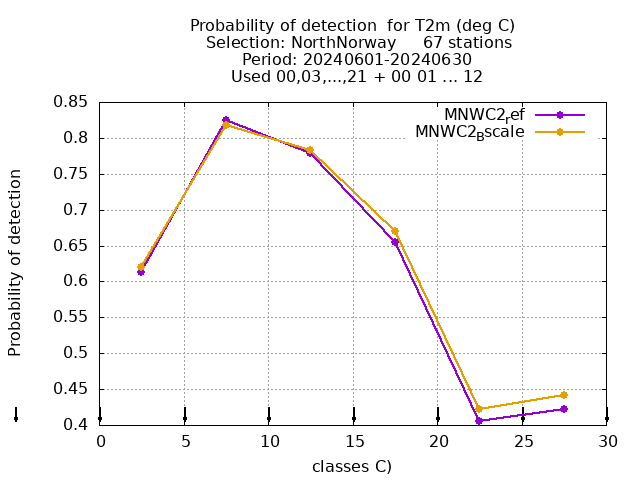 Probability of detection  for T2m (deg C)
Selection: NorthNorway     67 stations
Period: 20240601-20240630
Used 00,03,...,21 + 00 01 ... 12
0.85
0.8
0.75
0.7
0.65
0.6
0.55
0.5
0.45
0.4
Probability of detection
MNWC2ref
MNWC2Bscale
0 5 10 15 20 25 30
classes C)